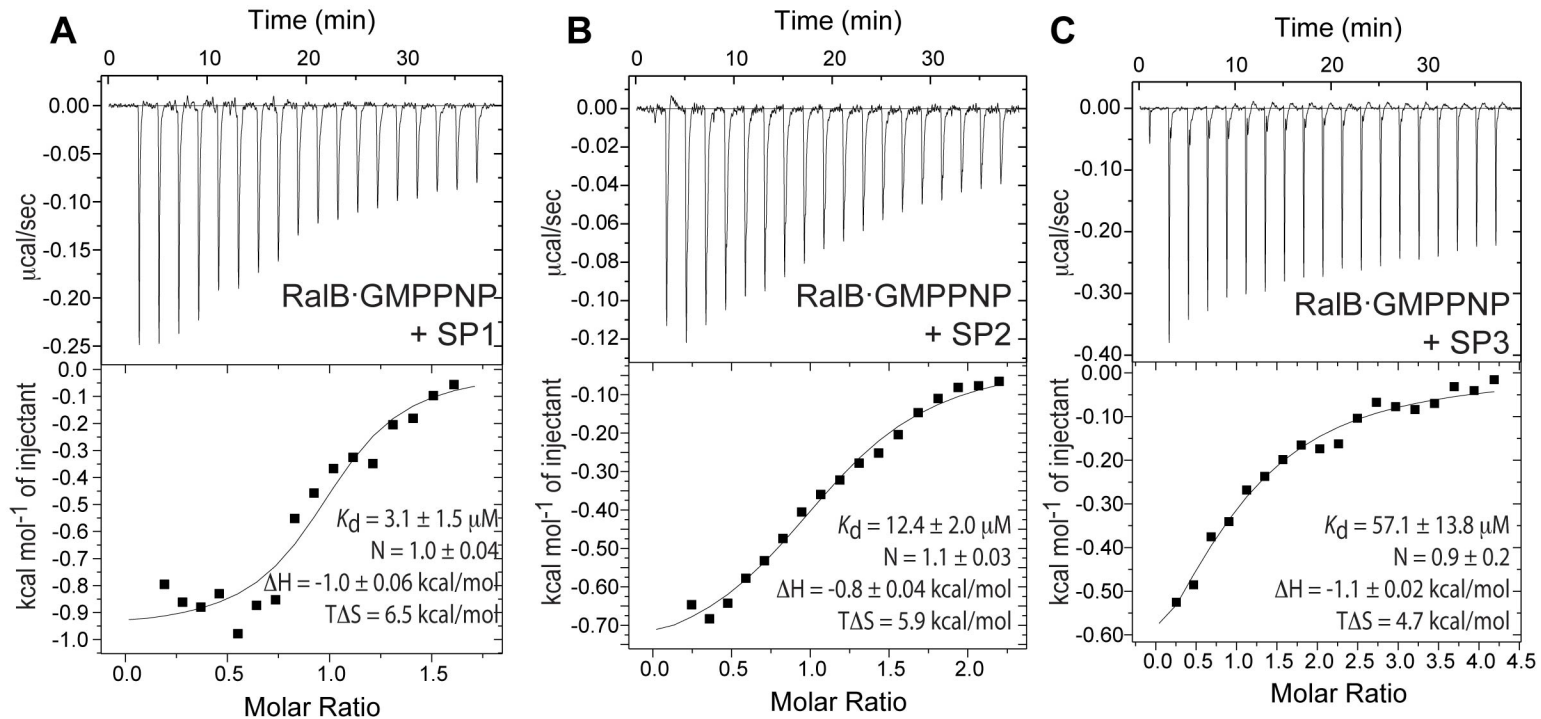 A
Time (min)
0 10 20 30
0.00
-0.05
-0.10
-0.15
-0.20
-0.25
µcal/sec
RalB·GMPPNP
+ SP1
0.0
-0.1
-0.2
-0.3
-0.4
-0.5
-0.6
-0.7
-0.8
-0.9
-1.0
kcal mol-1 of injectant
Kd = 3.1 ± 1.5 µM
N = 1.0 ± 0.04
ΔH = -1.0 ± 0.06 kcal/mol
TΔS = 6.5 kcal/mol
0.0 0.5 1.0 1.5
Molar Ratio
B
Time (min)
0 10 20 30
0.00
-0.02
-0.04
-0.06
-0.08
-0.10
-0.12
µcal/sec
RalB·GMPPNP
+ SP2
-0.10
-0.20
-0.30
-0.40
-0.50
-0.60
-0.70
kcal mol-1 of injectant
Kd = 12.4 ± 2.0 µM
N = 1.1 ± 0.03
ΔH = -0.8 ± 0.04 kcal/mol
TΔS = 5.9 kcal/mol
0.0 0.5 1.0 1.5 2.0
Molar Ratio
C
Time (min)
0 10 20 30
0.00
-0.10
-0.20
-0.30
-0.40
µcal/sec
RalB·GMPPNP
+ SP3
0.00
-0.10
-0.20
-0.30
-0.40
-0.50
-0.60
kcal mol-1 of injectant
Kd = 57.1 ± 13.8 µM
N = 0.9 ± 0.2
ΔH = -1.1 ± 0.02 kcal/mol
TΔS = 4.7 kcal/mol
0.0 0.5 1.0 1.5 2.0 2.5 3.0 3.5 4.0 4.5
Molar Ratio